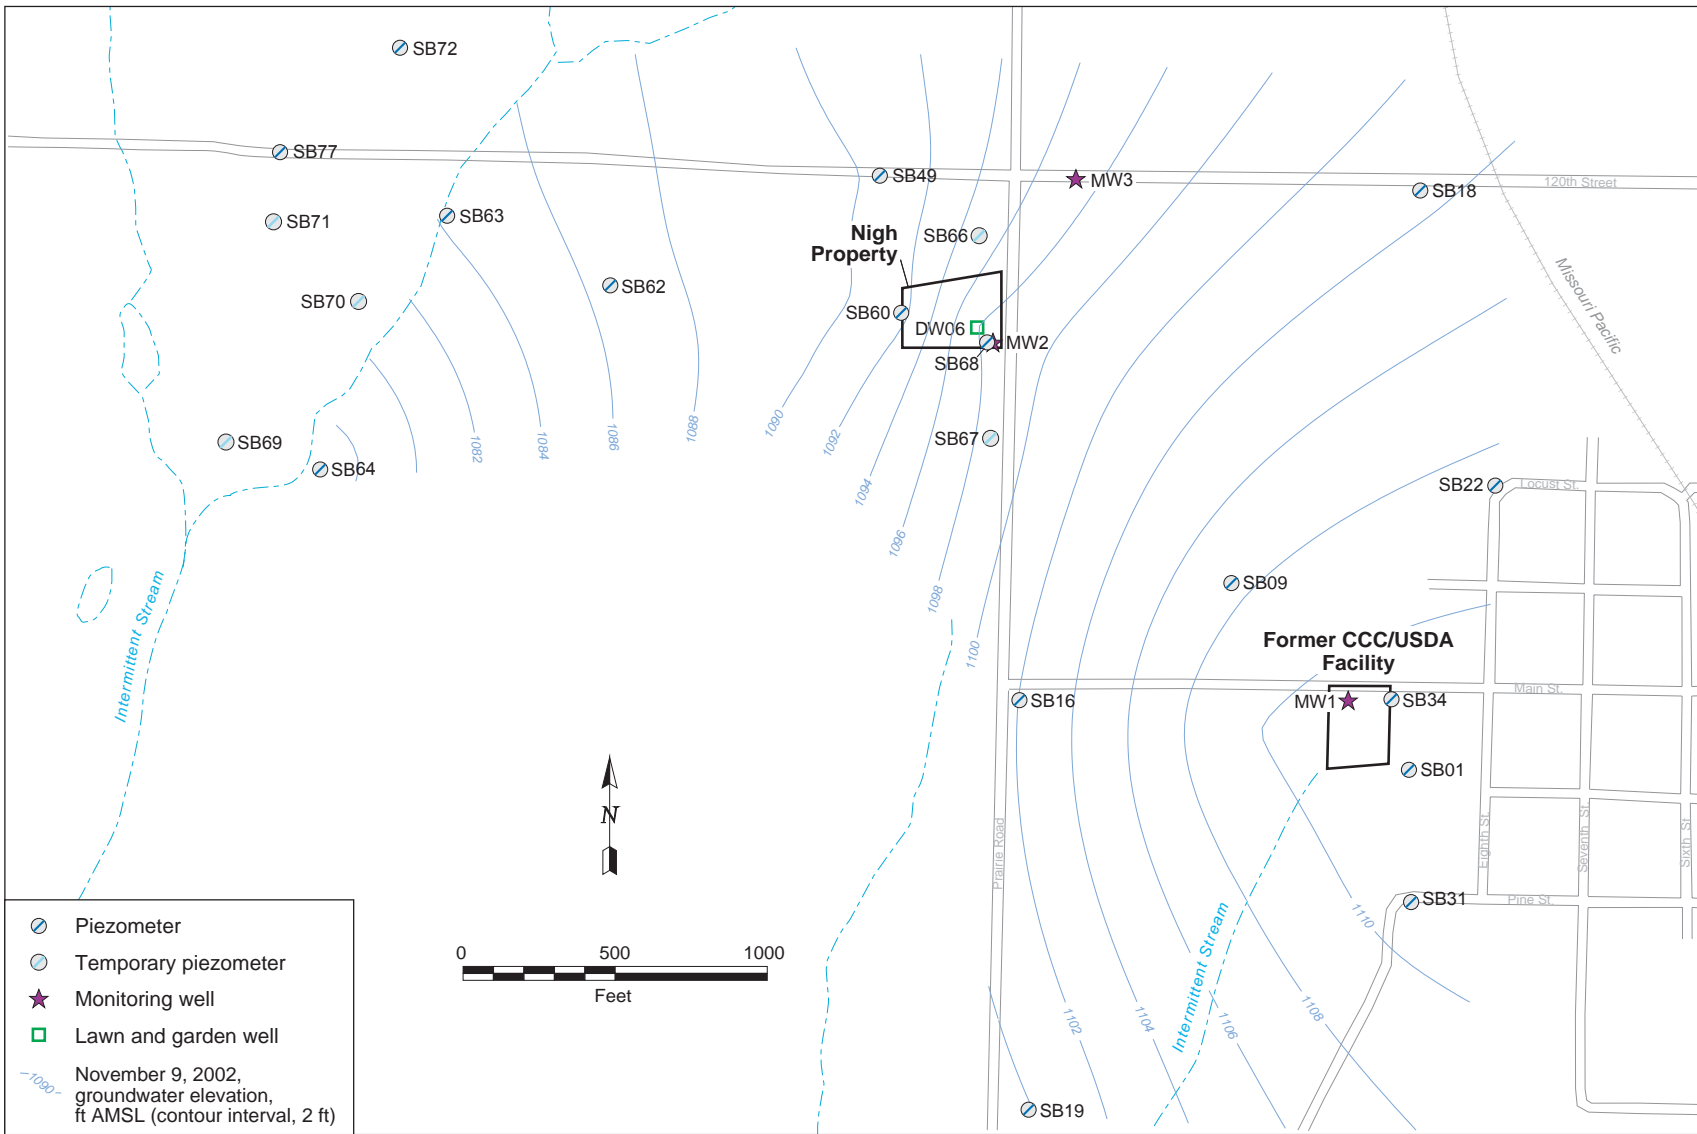 SB72
SB77
SB49
MW3
SB18
120th Street
SB71
SB63
SB66
Nigh
Property
Missouri Pacific
SB62
SB70
SB60
DW06
MW2
SB68
1090
1092
1088
1086
1084
1082
SB69
SB67
SB64
SB22
Locust St.
1094
1096
1098
1100
SB09
Intermittent Stream
Former CCC/USDA
Facility
Main St.
SB16
MW1
SB34
SB01
N
Prairie Road
Eighth St.
Seventh St.
Sixth St.
SB31
Pine St.
1110
Intermittent Stream
1102
1104
1106
1108
SB19
0
500
1000
Feet
Piezometer
Temporary piezometer
Monitoring well
Lawn and garden well
1090
November 9, 2002,
groundwater elevation,
ft AMSL (contour interval, 2 ft)